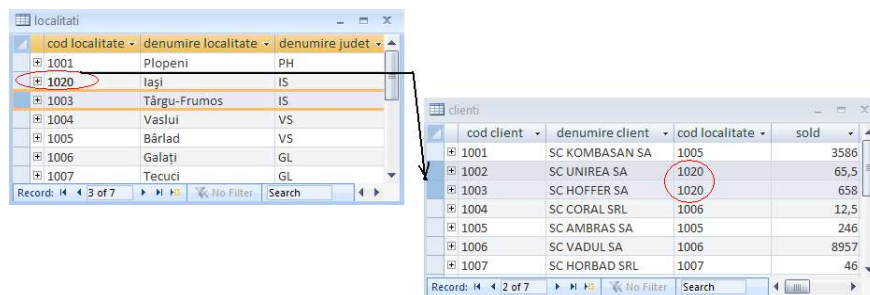 localitati
cod localitate denumire localitate denumire judet
1001 Plopeni PH
1020 Iaşi IS
1003 Târgu-Frumos IS
1004 Vaslui VS
1005 Bârlad VS
1006 Galaţi GL
1007 Tecuci GL
Record: 3 of 7 No Filter Search
clienti
cod client denumire client cod localitate sold
1001 SC KOMBASAN SA 1005 3586
1002 SC UNIREA SA 1020 65,5
1003 SC HOFFER SA 1020 658
1004 SC CORAL SRL 1006 12,5
1005 SC AMBRAS SA 1005 246
1006 SC VADUL SA 1006 8957
1007 SC HORBAD SRL 1007 46
Record: 2 of 7 No Filter Search